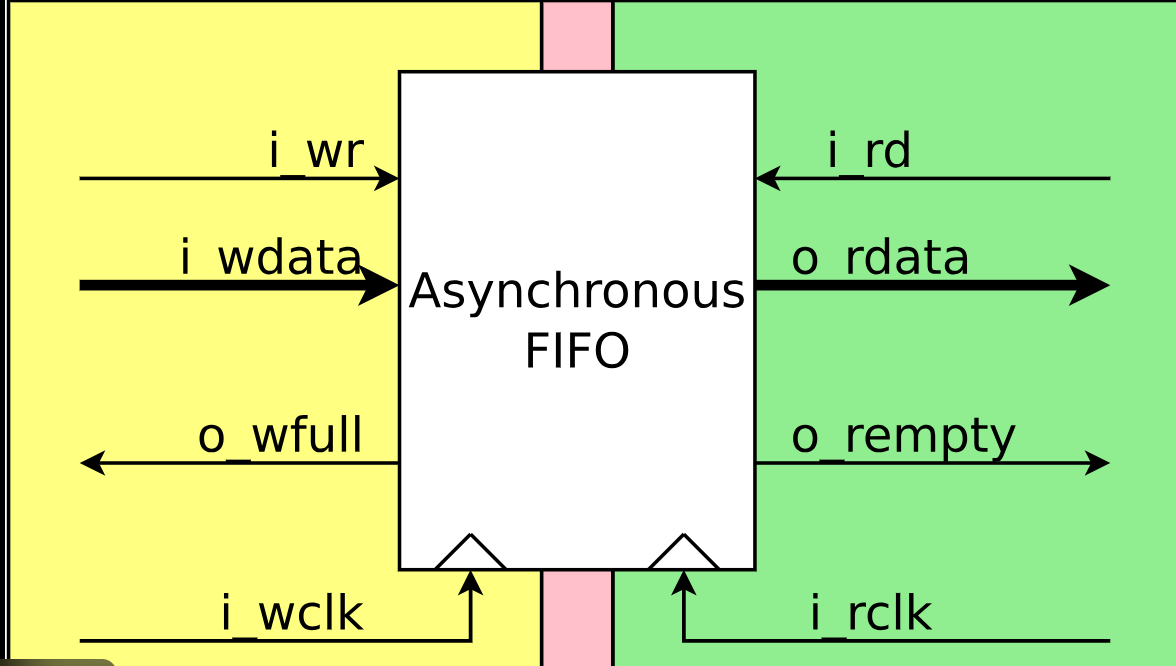 i_wr
i_rd
i_wdata
o_rdata
Asynchronous
FIFO
o_wfull
o_rempty
i_wclk
i_rclk